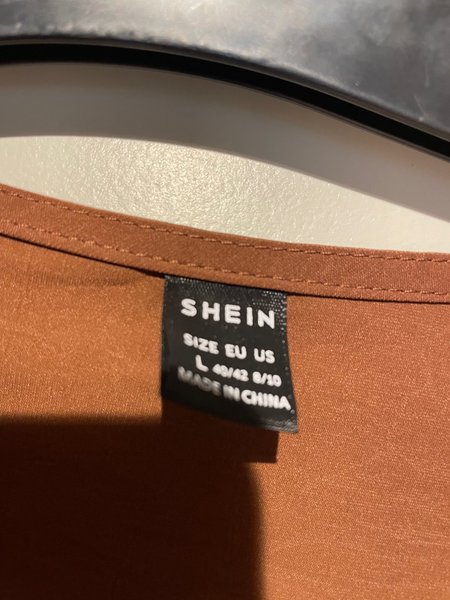 SHEIN
SIZE EU US
L 40/42 8/10
MADE IN CHINA